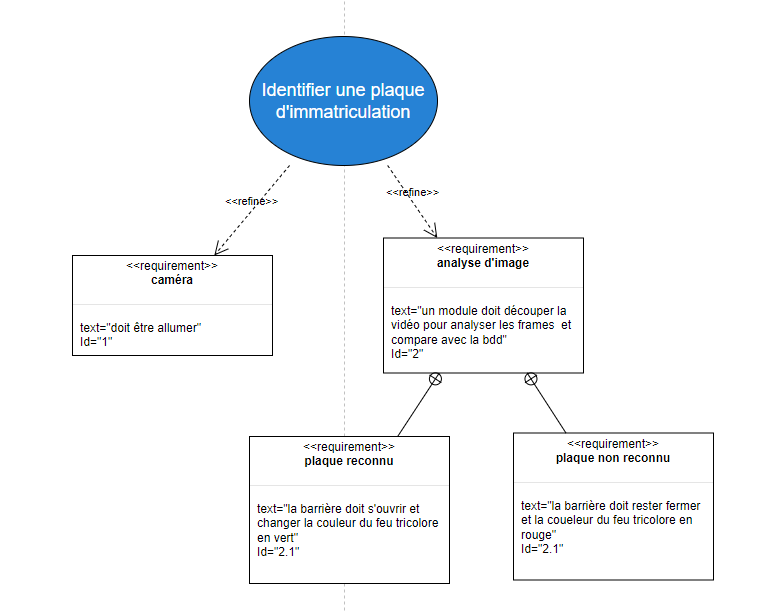 Identifier une plaque
d'immatriculation
<<refine>>
<<refine>>
<<requirement>>
caméra
text="doit être allumer"
Id="1"
<<requirement>>
analyse d'image
text="un module doit découper la
vidéo pour analyser les frames et
compare avec la bdd"
Id="2"
<<requirement>>
plaque reconnu
text="la barrière doit s'ouvrir et
changer la couleur du feu tricolore
en vert"
Id="2.1"
<<requirement>>
plaque non reconnu
text="la barrière doit rester fermer
et la coueleur du feu tricolore en
rouge"
Id="2.1"